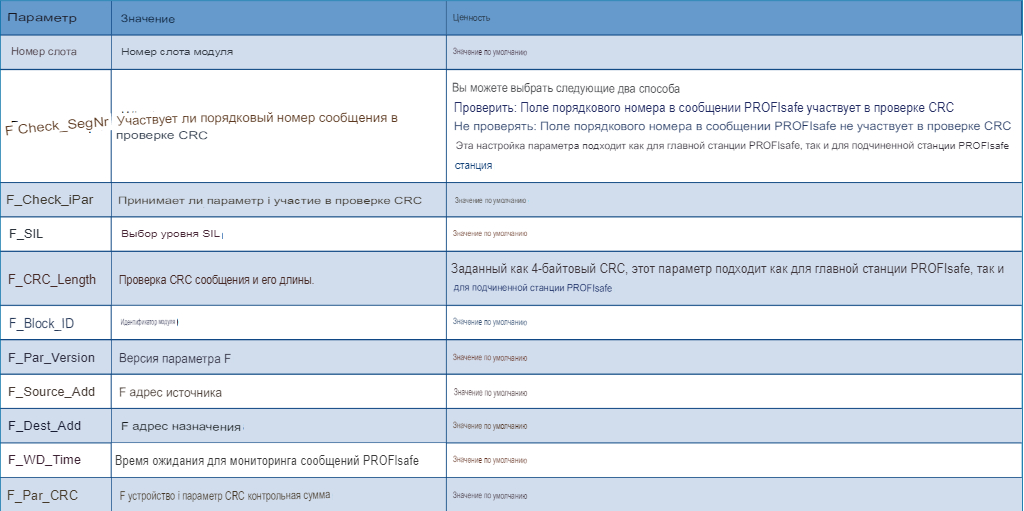 Параметр Значение Ценность
Номер слота Номер слота модуля Значение по умолчанию
Вы можете выбрать следующие два способа
Проверить: Поле порядкового номера в сообщении PROFIsafe участвует в проверке CRC
F_Check_SegNr Участвует ли порядковый номер сообщения в
проверке CRC
Не проверять: Поле порядкового номера в сообщении PROFIsafe не участвует в проверке CRC
Эта настройка параметра подходит как для главной станции PROFIsafe, так и для подчиненной станции PROFIsafe
станция
F_Check_iPar Принимает ли параметр i участие в проверке CRC Значение по умолчанию
F_SIL Выбор уровня SIL Значение по умолчанию
F_CRC_Length Проверка CRC сообщения и его длины. Заданный как 4-байтовый CRC, этот параметр подходит как для главной станции PROFIsafe, так и
для подчиненной станции PROFIsafe
F_Block_ID Идентификатор модуля Значение по умолчанию
F_Par_Version Версия параметра F Значение по умолчанию
F_Source_Add F адрес источника Значение по умолчанию
F_Dest_Add F адрес назначения Значение по умолчанию
F_WD_Time Время ожидания для мониторинга сообщений PROFIsafe Значение по умолчанию
F_Par_CRC F устройство i параметр CRC контрольная сумма Значение по умолчанию